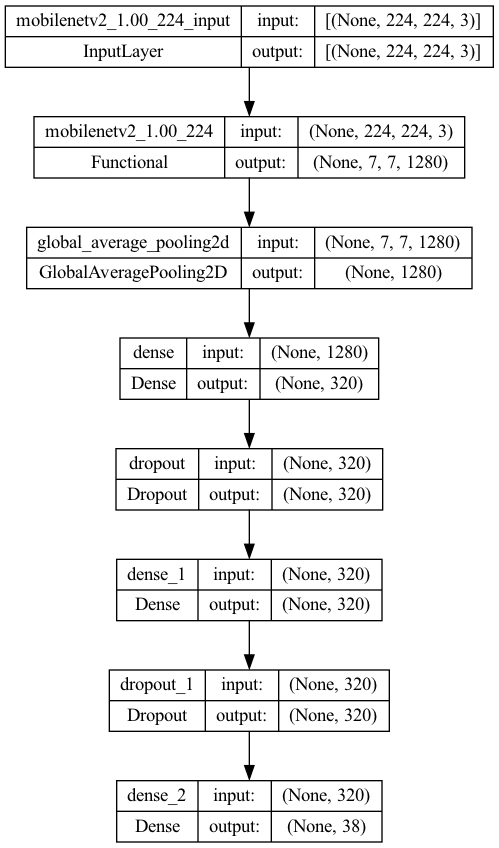 mobilenetv2_1.00_224_input input: [(None, 224, 224, 3)]
InputLayer output: [(None, 224, 224, 3)]
mobilenetv2_1.00_224 input: (None, 224, 224, 3)
Functional output: (None, 7, 7, 1280)
global_average_pooling2d input: (None, 7, 7, 1280)
GlobalAveragePooling2D output: (None, 1280)
dense input: (None, 1280)
Dense output: (None, 320)
dropout input: (None, 320)
Dropout output: (None, 320)
dense_1 input: (None, 320)
Dense output: (None, 320)
dropout_1 input: (None, 320)
Dropout output: (None, 320)
dense_2 input: (None, 320)
Dense output: (None, 38)